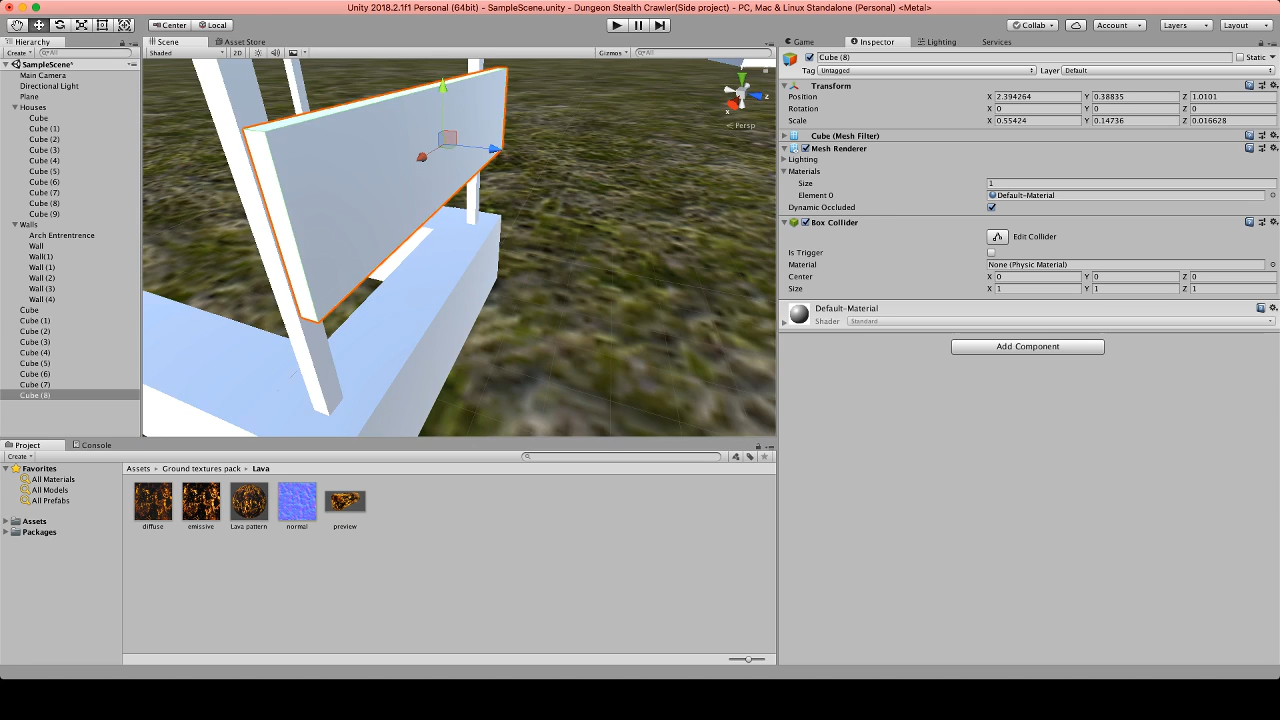 Unity 2018.2.1f1 Personal (64bit) - SampleScene.unity - Dungeon Stealth Crawler(Side project) - PC, Mac & Linux Standalone (Personal) <Metal>
Center Local Collab Account Layers Layout
Hierarchy
Create All
SampleScene*
Main Camera
Directional Light
Plane
Houses
Cube
Cube (1)
Cube (2)
Cube (3)
Cube (4)
Cube (5)
Cube (6)
Cube (7)
Cube (8)
Cube (9)
Walls
Arch Entrentrence
Wall
Wall(1)
Wall (1)
Wall (2)
Wall (3)
Wall (4)
Cube
Cube (1)
Cube (2)
Cube (3)
Cube (4)
Cube (5)
Cube (6)
Cube (7)
Cube (8)
Scene Asset Store
Shaded 2D Gizmos All
y
z
x
Persp
Game Inspector Lighting Services
Cube (8) Static
Tag Untagged Layer Default
Transform
Position X 2.394264 Y 0.38835 Z 1.0101
Rotation X 0 Y 0 Z 0
Scale X 0.55424 Y 0.14736 Z 0.016628
Cube (Mesh Filter)
Mesh Renderer
Lighting
Materials
Size 1
Element 0 Default-Material
Dynamic Occluded
Box Collider
Edit Collider
Is Trigger
Material None (Physic Material)
Center X 0 Y 0 Z 0
Size X 1 Y 1 Z 1
Default-Material
Shader Standard
Add Component
Project Console
Create
Favorites
All Materials
All Models
All Prefabs
Assets
Packages
Assets Ground textures pack Lava
diffuse emissive Lava pattern normal preview